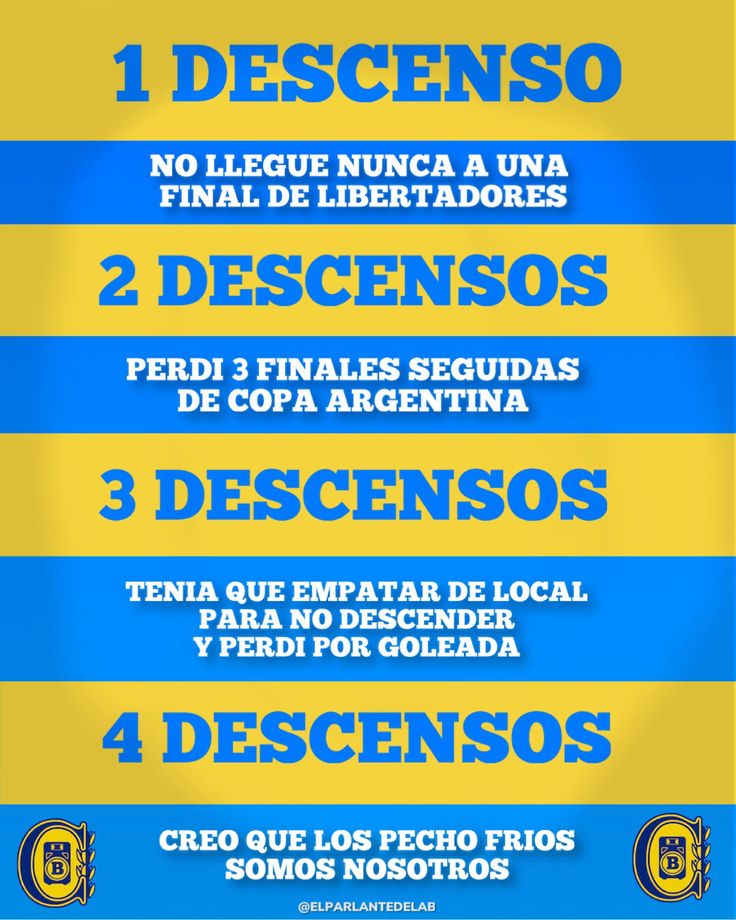 1 DESCENSO
NO LLEGUE NUNCA A UNA
FINAL DE LIBERTADORES
2 DESCENSOS
PERDI 3 FINALES SEGUIDAS
DE COPA ARGENTINA
3 DESCENSOS
TENIA QUE EMPATAR DE LOCAL
PARA NO DESCENDER
Y PERDI POR GOLEADA
4 DESCENSOS
CREO QUE LOS PECHO FRIOS
SOMOS NOSOTROS
C B
C B
@ELPARLANTEDELAB